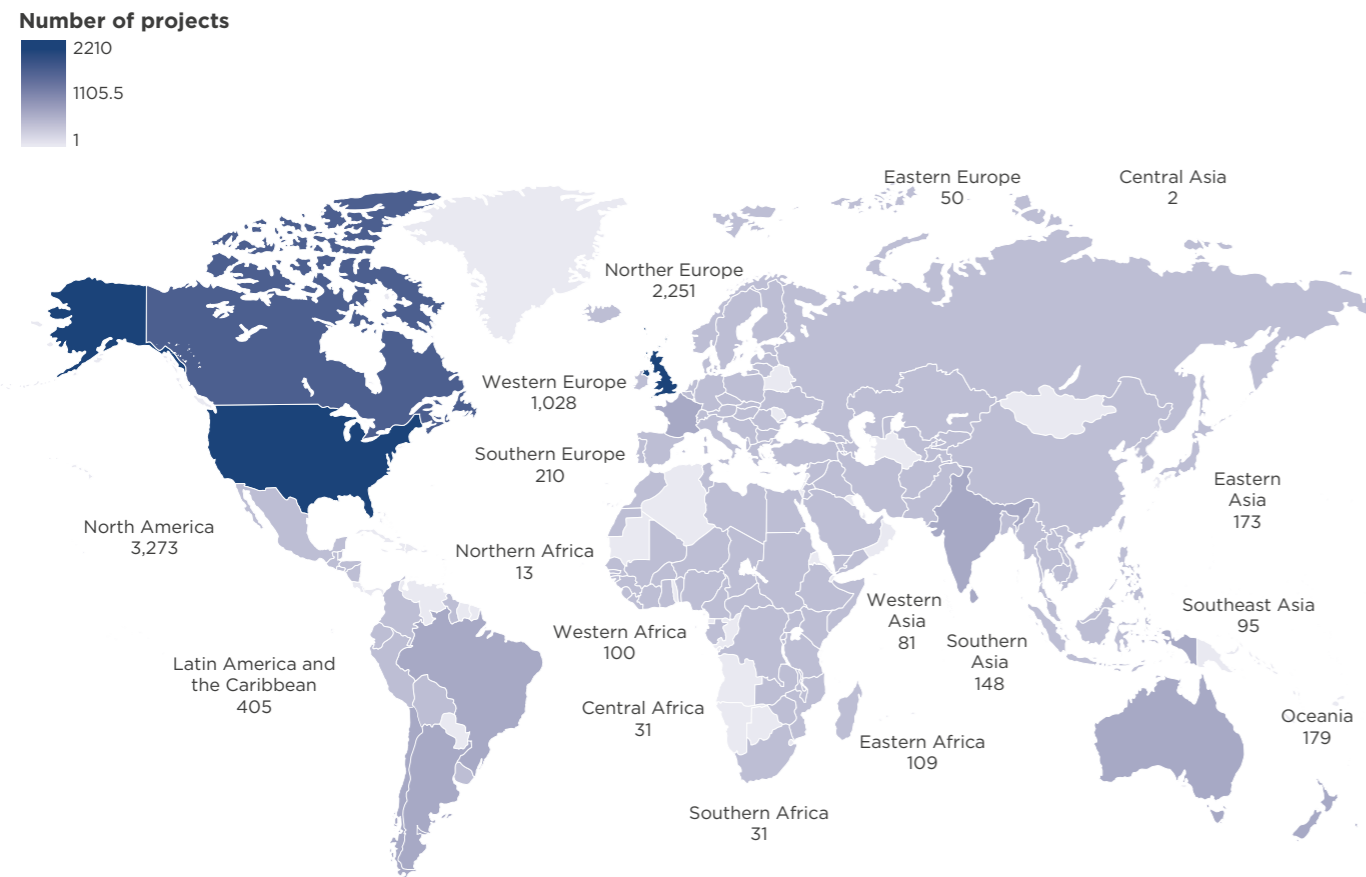 Number of projects
2210
1105.5
1
Eastern Europe
50
Central Asia
2
Norther Europe
2,251
Western Europe
1,028
Southern Europe
210
Eastern
Asia
173
North America
3,273
Northern Africa
13
Western
Asia
81
Southeast Asia
95
Western Africa
100
Southern
Asia
148
Latin America and
the Caribbean
405
Central Africa
31
Oceania
179
Eastern Africa
109
Southern Africa
31